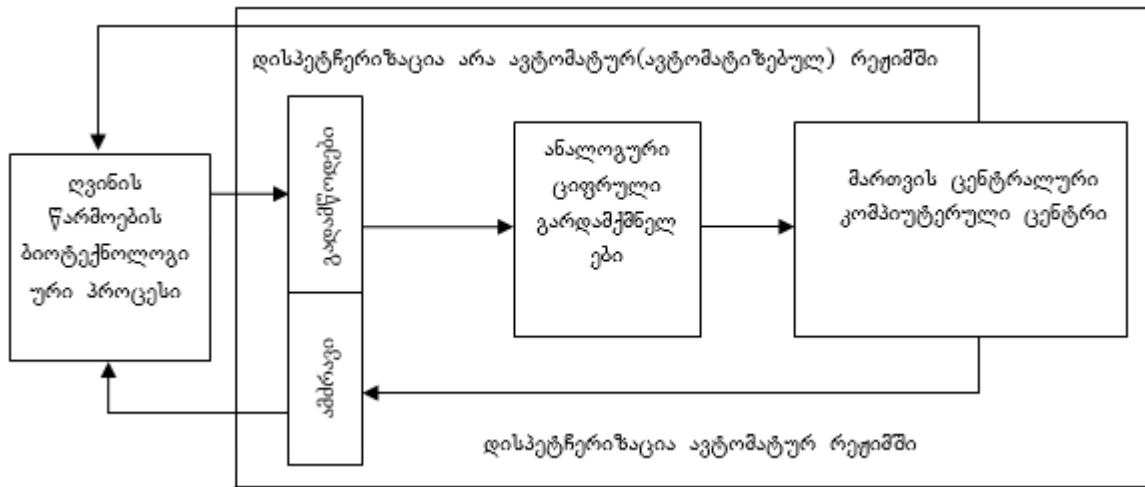 დისპეტჩერიზაცია არა ავტომატურ(ავტომატიზებულ) რეჟიმში
ღვინის
წარმოების
ბიოტექნოლოგი
ური პროცესი
გადამწოდები
ამძრავი
ანალოგური
ციფრული
გარდამქმნელ
ები
მართვის ცენტრალური
კომპიუტერული ცენტრი
დისპეტჩერიზაცია ავტომატურ რეჟიმში